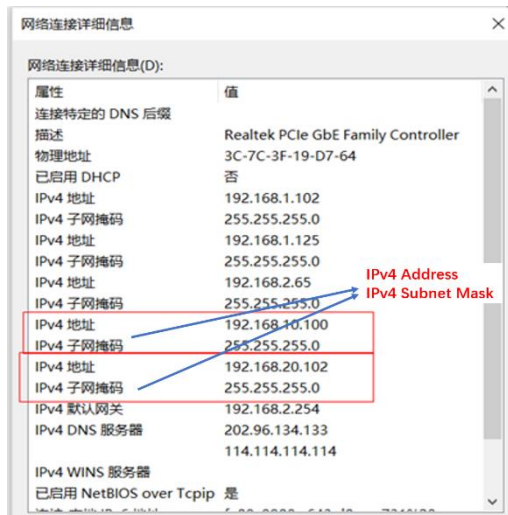 网络连接详细信息
网络连接详细信息(D):
属性 值
连接特定的 DNS 后缀
描述 Realtek PCIe GbE Family Controller
物理地址 3C-7C-3F-19-D7-64
已启用 DHCP 否
IPv4 地址 192.168.1.102
IPv4 子网掩码 255.255.255.0
IPv4 地址 192.168.1.125
IPv4 子网掩码 255.255.255.0
IPv4 地址 192.168.2.65
IPv4 Address
IPv4 子网掩码 255.255.255.0
IPv4 Subnet Mask
IPv4 地址 192.168.10.100
IPv4 子网掩码 255.255.255.0
IPv4 地址 192.168.20.102
IPv4 子网掩码 255.255.255.0
IPv4 默认网关 192.168.2.254
IPv4 DNS 服务器 202.96.134.133
114.114.114.114
IPv4 WINS 服务器
已启用 NetBIOS over Tcpip 是